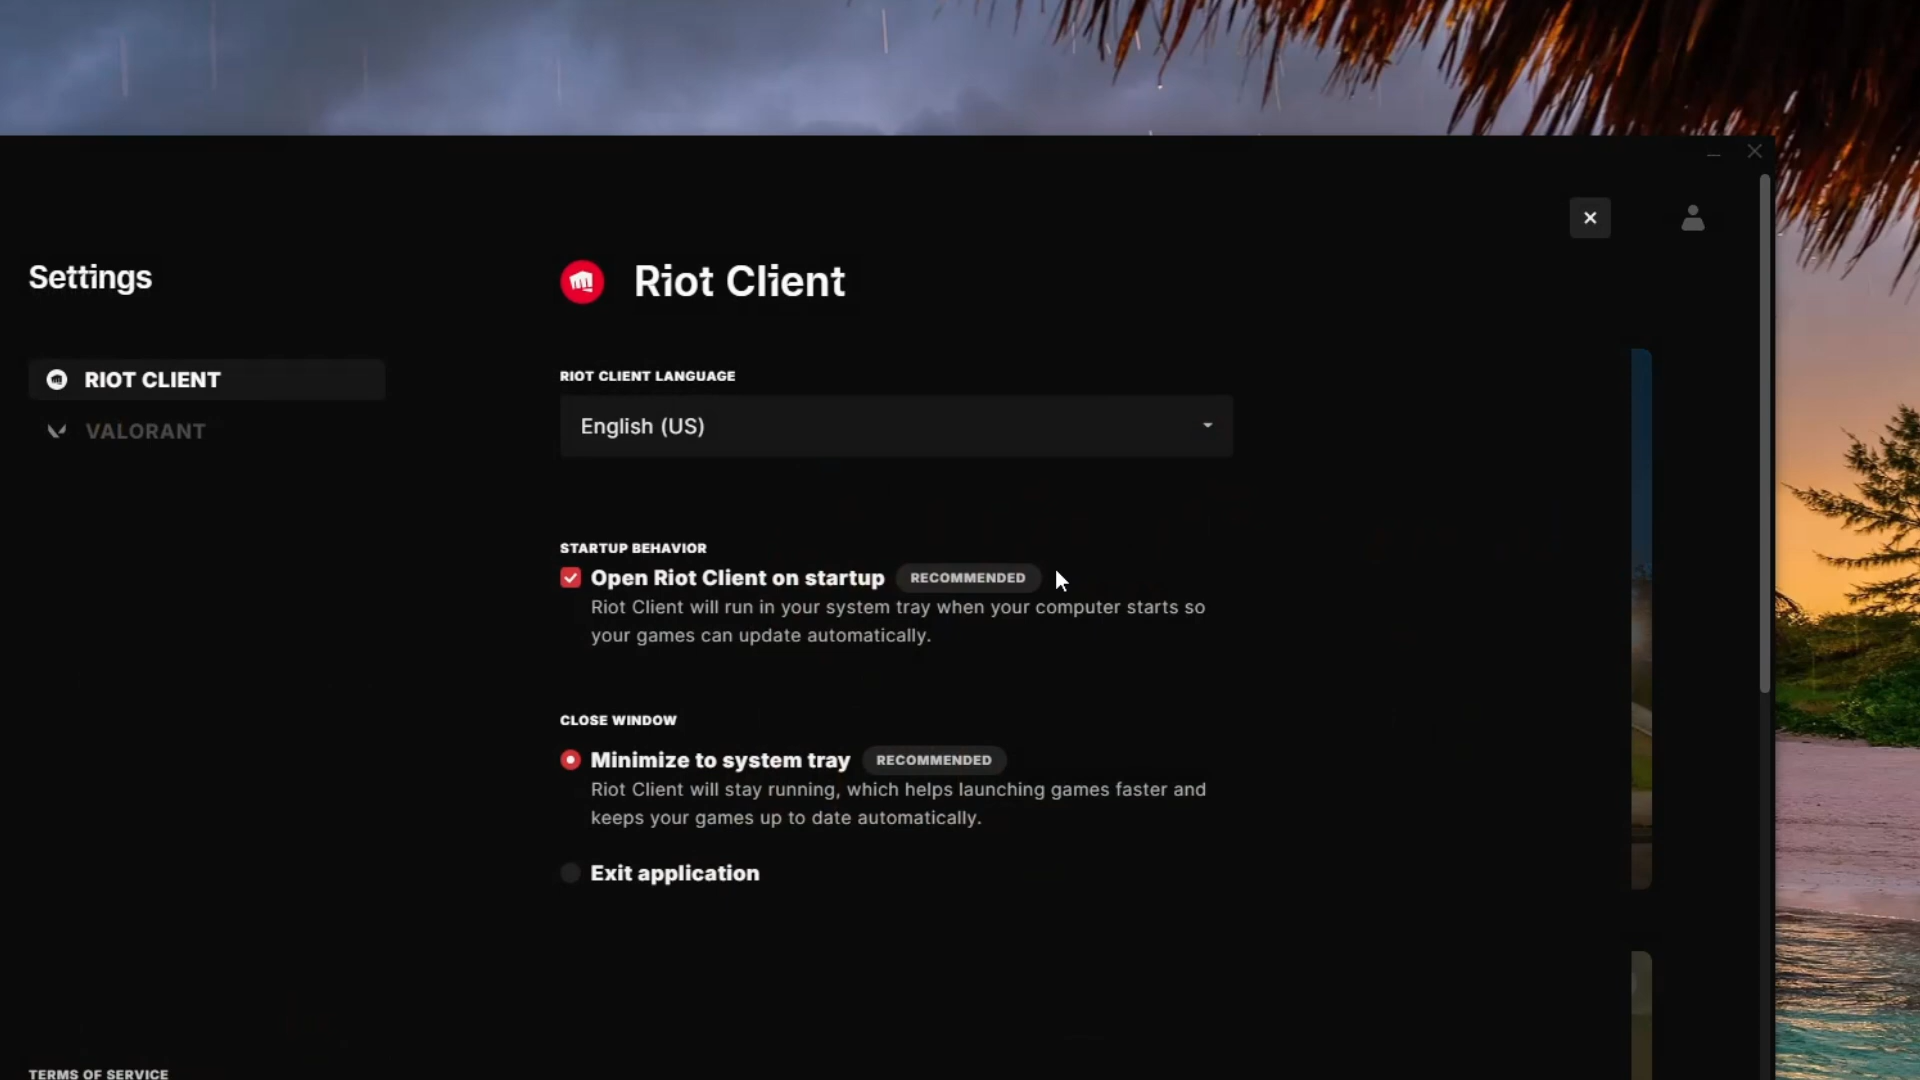 Settings
RIOT CLIENT
VALORANT
Riot Client
RIOT CLIENT LANGUAGE
English (US)
STARTUP BEHAVIOR
Open Riot Client on startup RECOMMENDED
Riot Client will run in your system tray when your computer starts so
your games can update automatically.
CLOSE WINDOW
Minimize to system tray RECOMMENDED
Riot Client will stay running, which helps launching games faster and
keeps your games up to date automatically.
Exit application
TERMS OF SERVICE